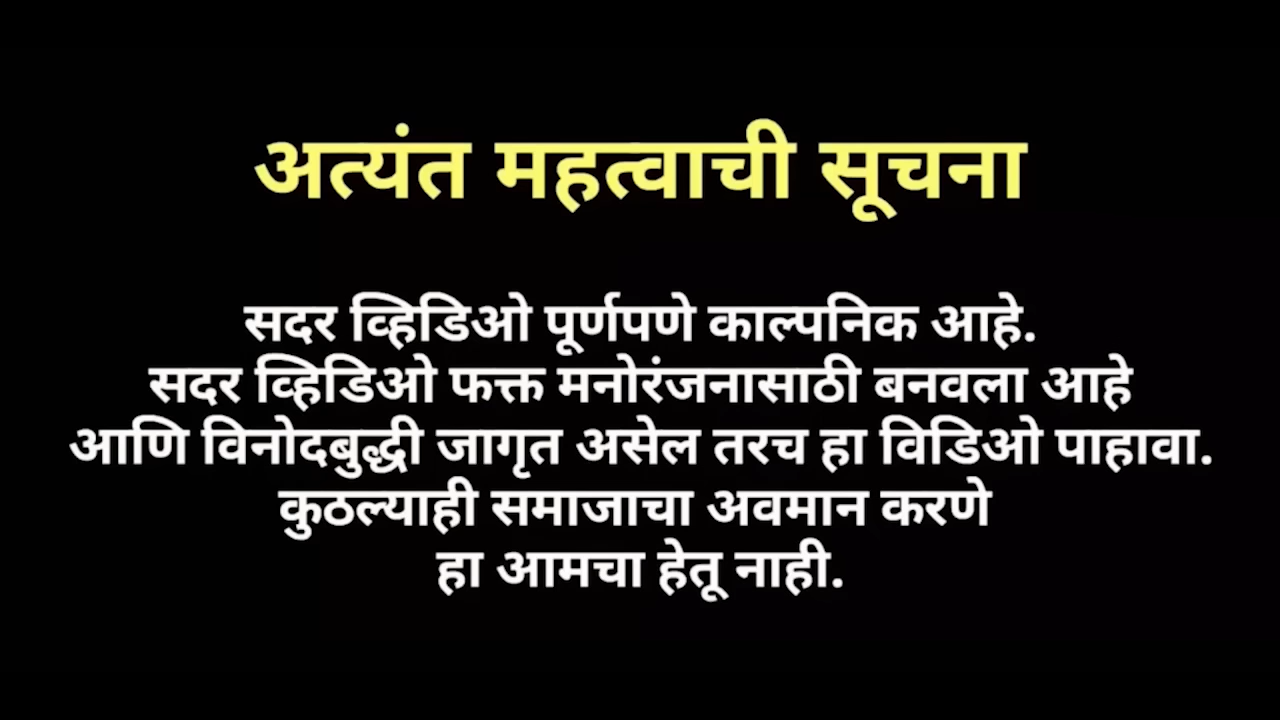 अत्यंत महत्वाची सूचना
सदर व्हिडिओ पूर्णपणे काल्पनिक आहे.
सदर व्हिडिओ फक्त मनोरंजनासाठी बनवला आहे
आणि विनोदबुद्धी जागृत असेल तरच हा विडिओ पाहावा.
कुठल्याही समाजाचा अवमान करणे
हा आमचा हेतू नाही.